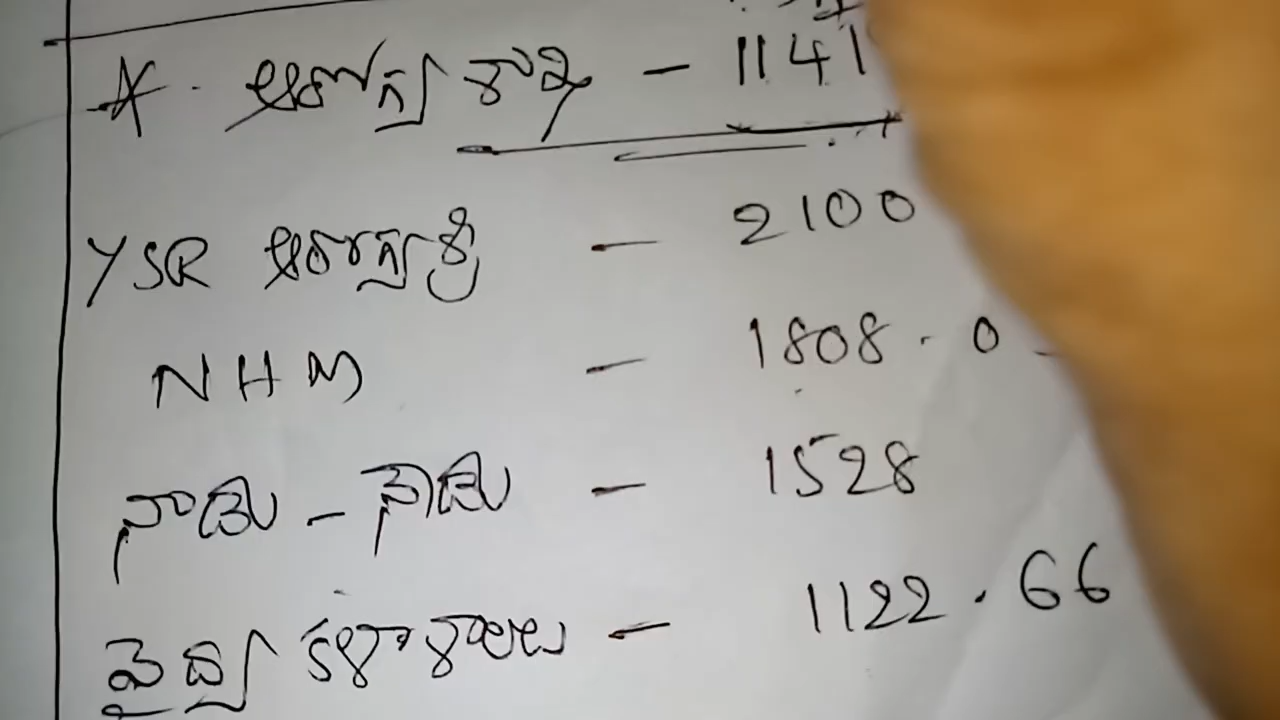 * . ఆరోగ్య శాఖ - 1141
YSR ఆరోగ్యశ్రీ - 2100
NHM - 1808.0
నాడు - నేడు - 1528
వైద్య కళాశాలలు - 1122.66